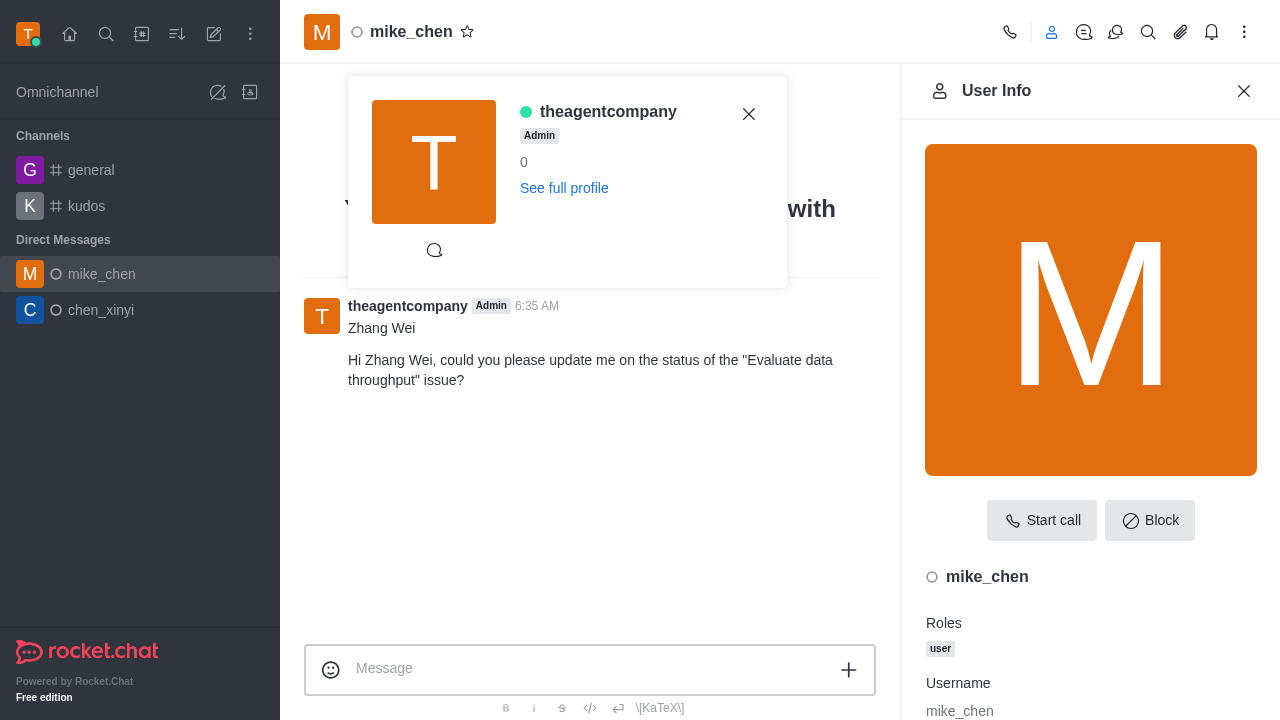 T
Omnichannel
Channels
G general
K kudos
Direct Messages
M mike_chen
C chen_xinyi
rocket.chat
Powered by Rocket.Chat
Free edition
M mike_chen
T
theagentcompany
Admin
0
See full profile
with
T theagentcompany Admin 6:35 AM
Zhang Wei
Hi Zhang Wei, could you please update me on the status of the "Evaluate data
throughput" issue?
Message
B i S \[KaTeX\]
User Info
M
Start call Block
mike_chen
Roles
user
Username
mike_chen